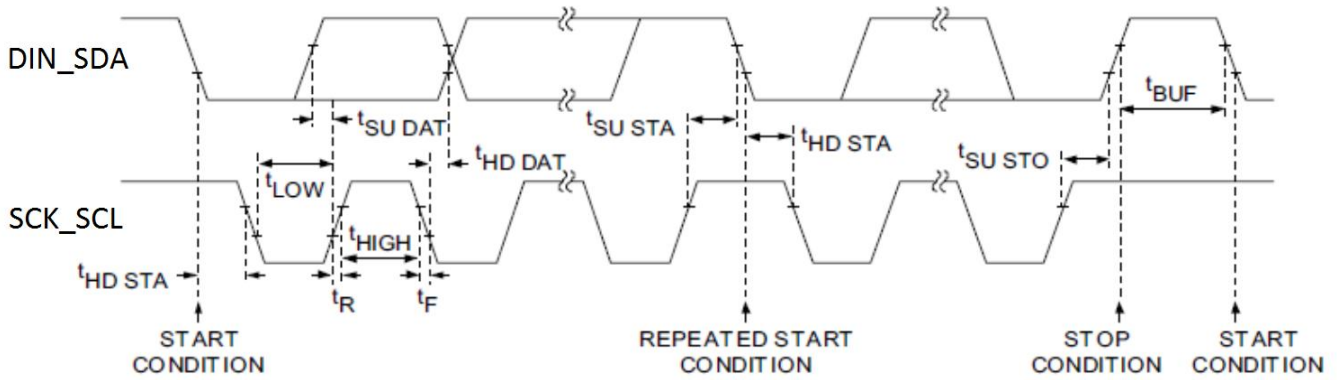 DIN_SDA
tSU DAT
tHD DAT
tSU STA
tHD STA
tSU STO
tBUF
tLOW
SCK_SCL
tHIGH
tHD STA
tR
tF
START
CONDITION
REPEATED START
CONDITION
STOP
CONDITION
START
CONDITION